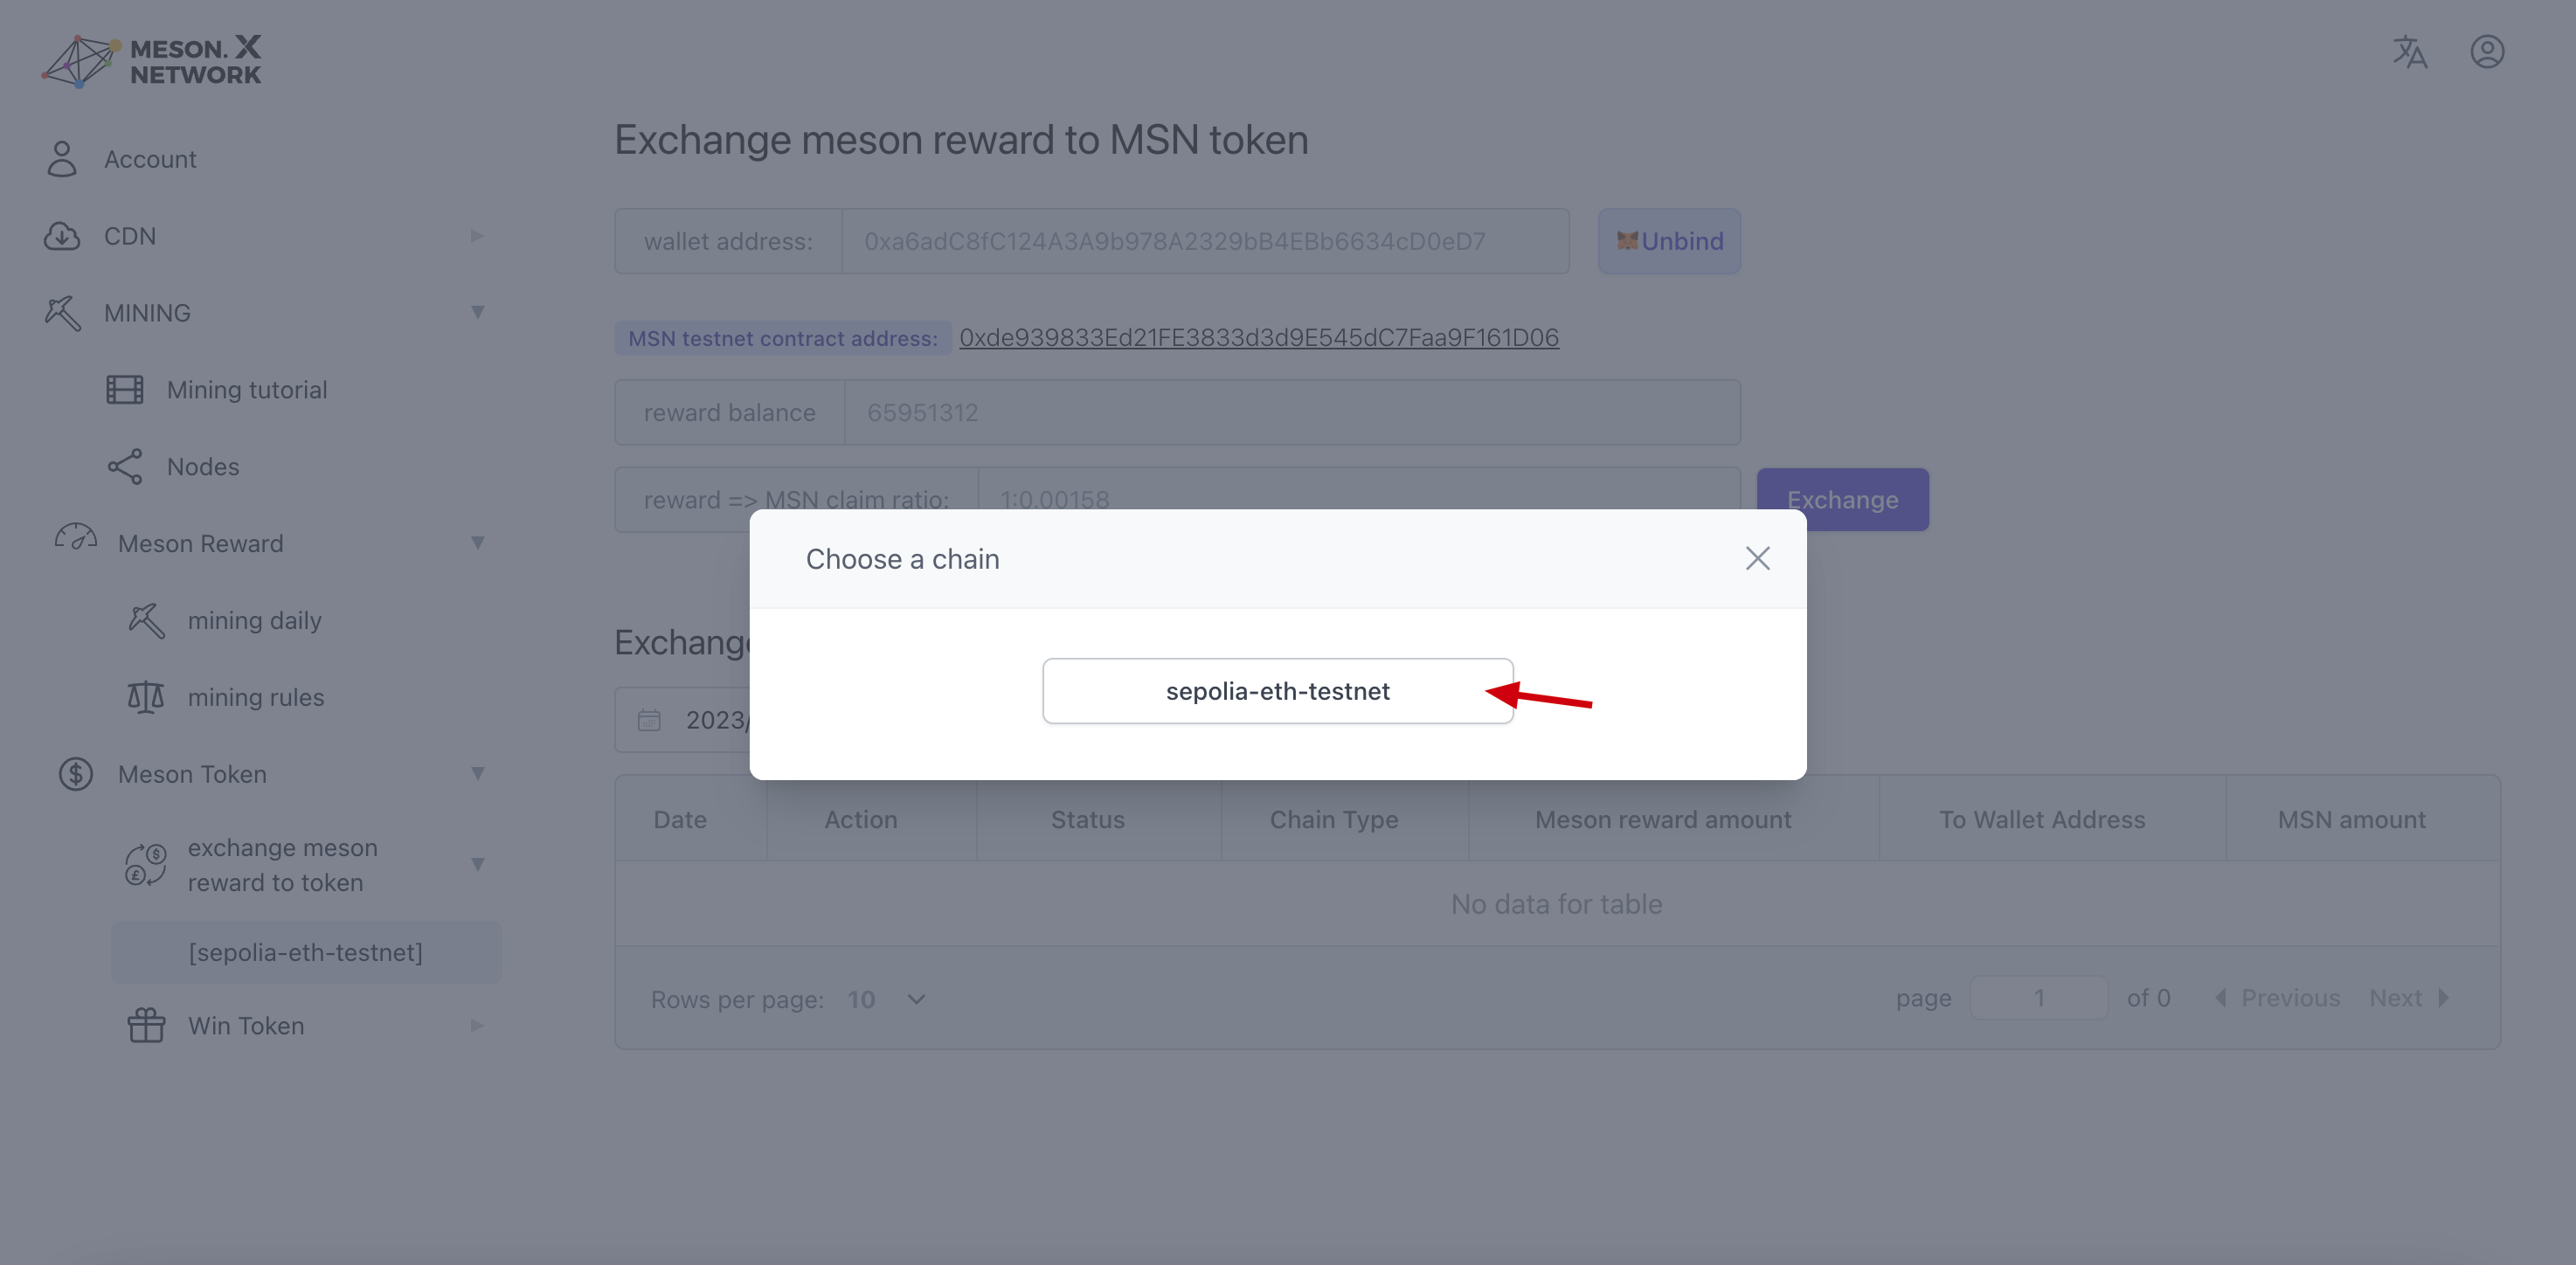 MESON. X
NETWORK
Account
CDN
MINING
Mining tutorial
Nodes
Meson Reward
mining daily
mining rules
Meson Token
exchange meson
reward to token
[sepolia-eth-testnet]
Win Token
Exchange meson reward to MSN token
wallet address: 0xa6adC8fC124A3A9b978A2329bB4EBb6634cD0eD7 Unbind
MSN testnet contract address: 0xde939833Ed21FE3833d3d9E545dC7Faa9F161D06
reward balance 65951312
reward => MSN claim ratio: 1:0.00158 Exchange
Choose a chain
sepolia-eth-testnet
Exchang
2023/
Date Action Status Chain Type Meson reward amount To Wallet Address MSN amount
No data for table
Rows per page: 10 page 1 of 0 Previous Next